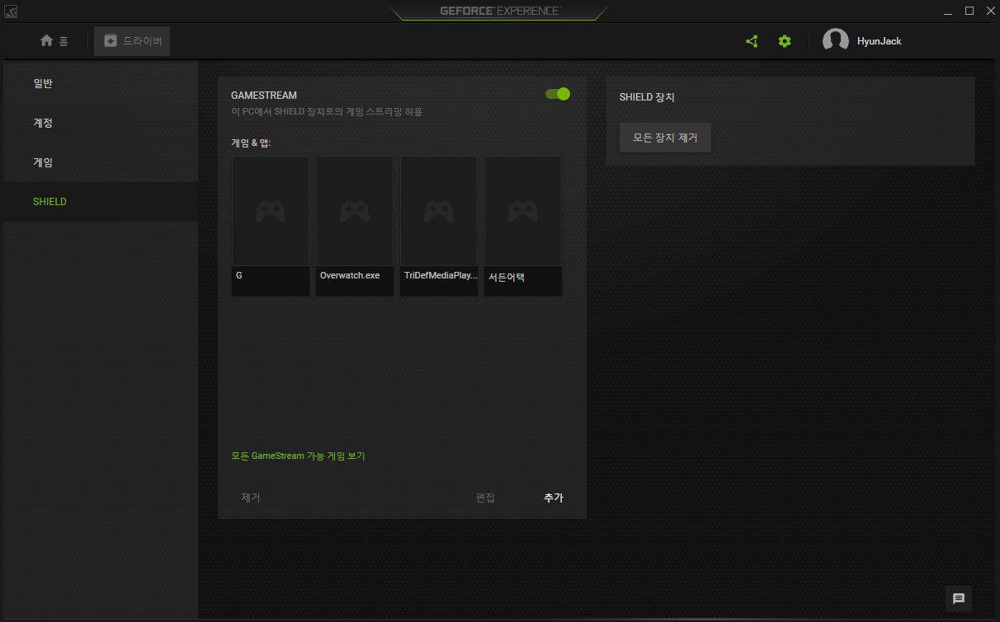 GEFORCE® EXPERIENCE™
홈
드라이버
HyunJack
일반
계정
게임
SHIELD
GAMESTREAM
이 PC에서 SHIELD 장치로의 게임 스트리밍 허용
게임 & 앱:
G
Overwatch.exe
TriDefMediaPlay...
서든어택
모든 GameStream 가능 게임 보기
제거
편집
추가
SHIELD 장치
모든 장치 제거